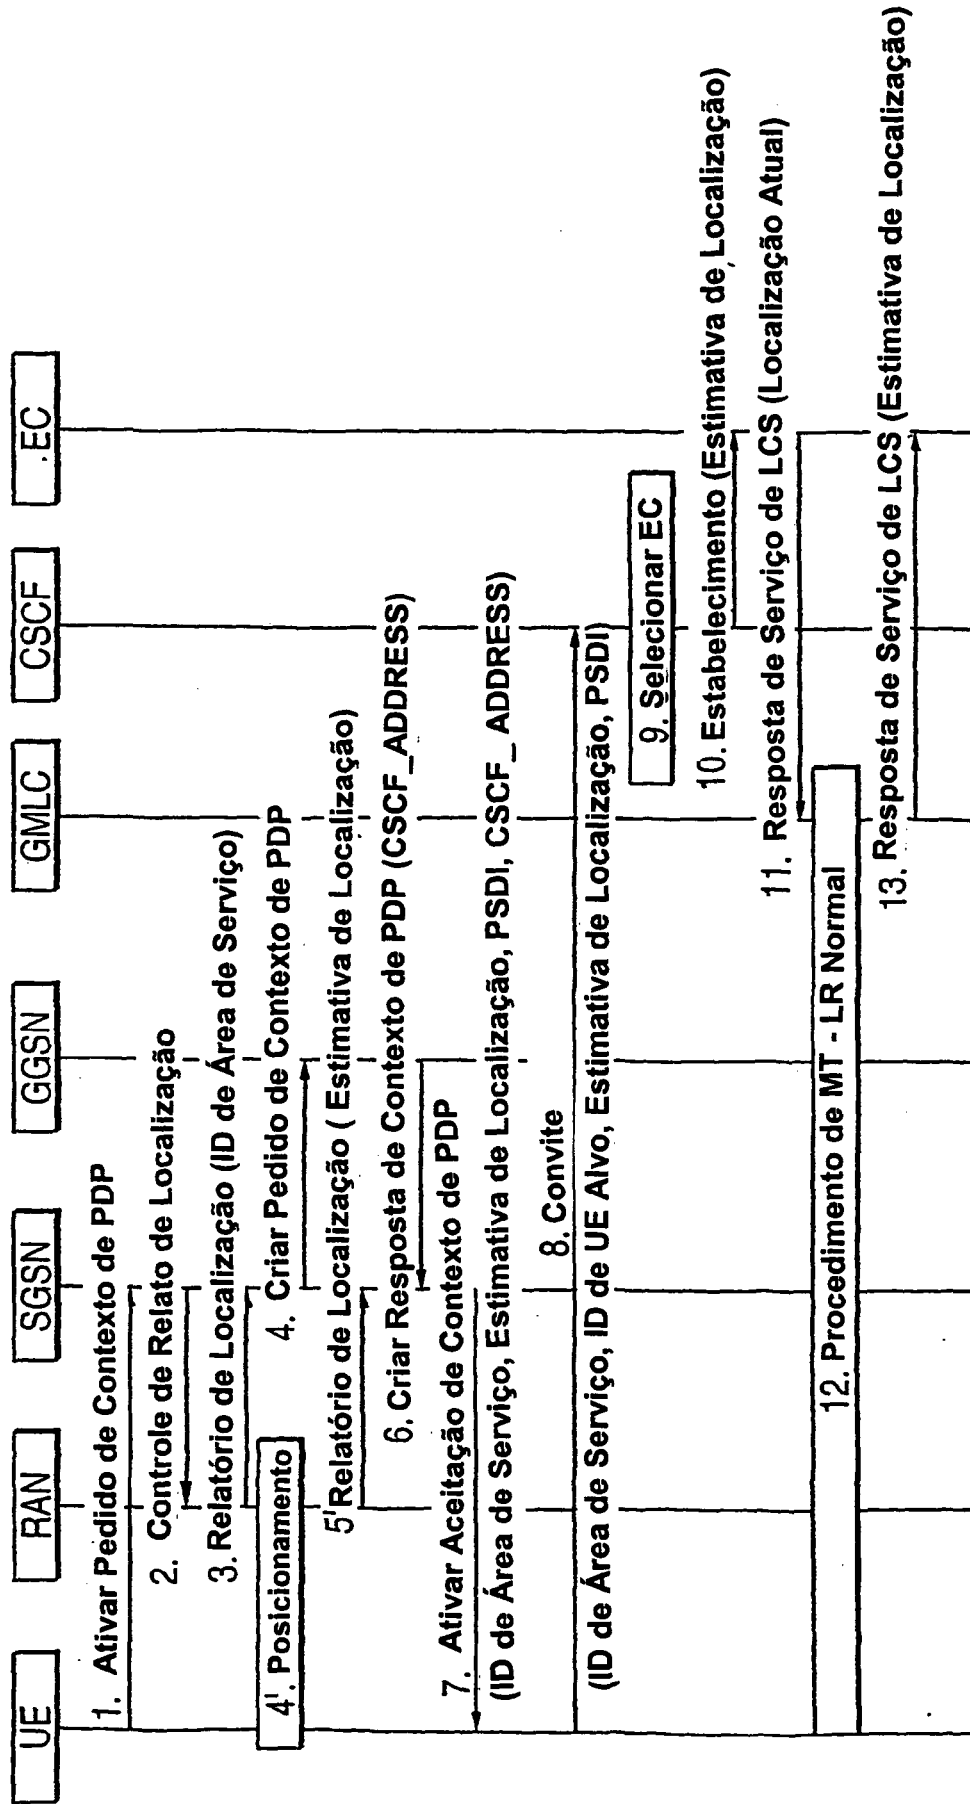 UE
RAN
SGSN
GGSN
GMLC
CSCF
.EC
1. Ativar Pedido de Contexto de PDP
2. Controle de Relato de Localização
3. Relatório de Localização (ID de Área de Serviço)
4'. Posicionamento
4. Criar Pedido de Contexto de PDP
5' Relatório de Localização ( Estimativa de Localização)
6. Criar Resposta de Contexto de PDP (CSCF_ADDRESS)
7. Ativar Aceitação de Contexto de PDP
(ID de Área de Serviço, Estimativa de Localização, PSDI, CSCF_ ADDRESS)
8. Convite
(ID de Área de Serviço, ID de UE Alvo, Estimativa de Localização, PSDI)
9. Selecionar EC
10. Estabelecimento (Estimativa de Localização)
11. Resposta de Serviço de LCS (Localização Atual)
12. Procedimento de MT - LR Normal
13. Resposta de Serviço de LCS (Estimativa de Localização)